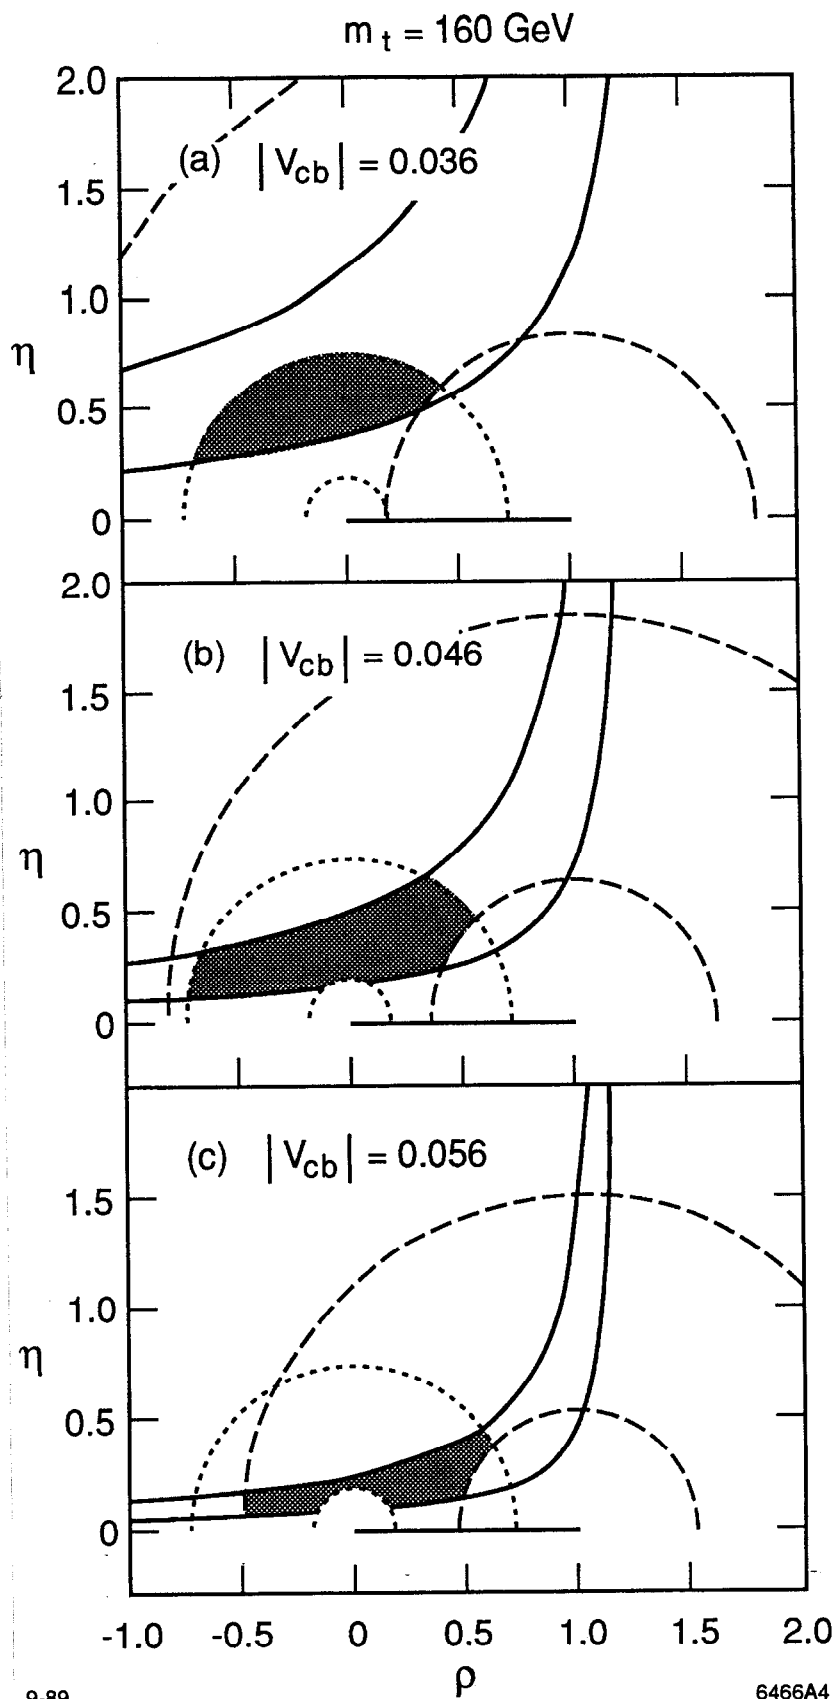 m t = 160 GeV
2.0
(a) |Vcb| = 0.036
1.5
1.0
η
0.5
0
2.0
(b) |Vcb| = 0.046
1.5
1.0
η
0.5
0
(c) |Vcb| = 0.056
1.5
1.0
η
0.5
0
-1.0 -0.5 0 0.5 1.0 1.5 2.0
ρ
9-89 6466A4